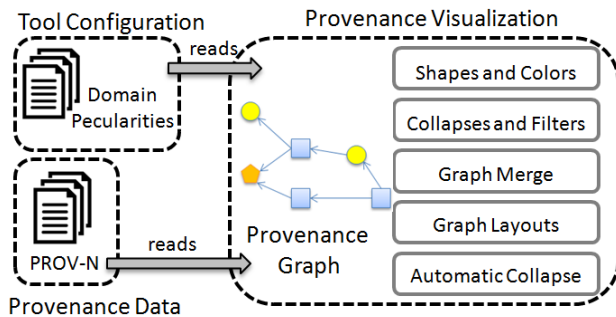 Tool Configuration
Provenance Visualization
reads
Domain
Pecularities
Shapes and Colors
Collapses and Filters
Graph Merge
Graph Layouts
Automatic Collapse
Provenance
Graph
PROV-N
reads
Provenance Data